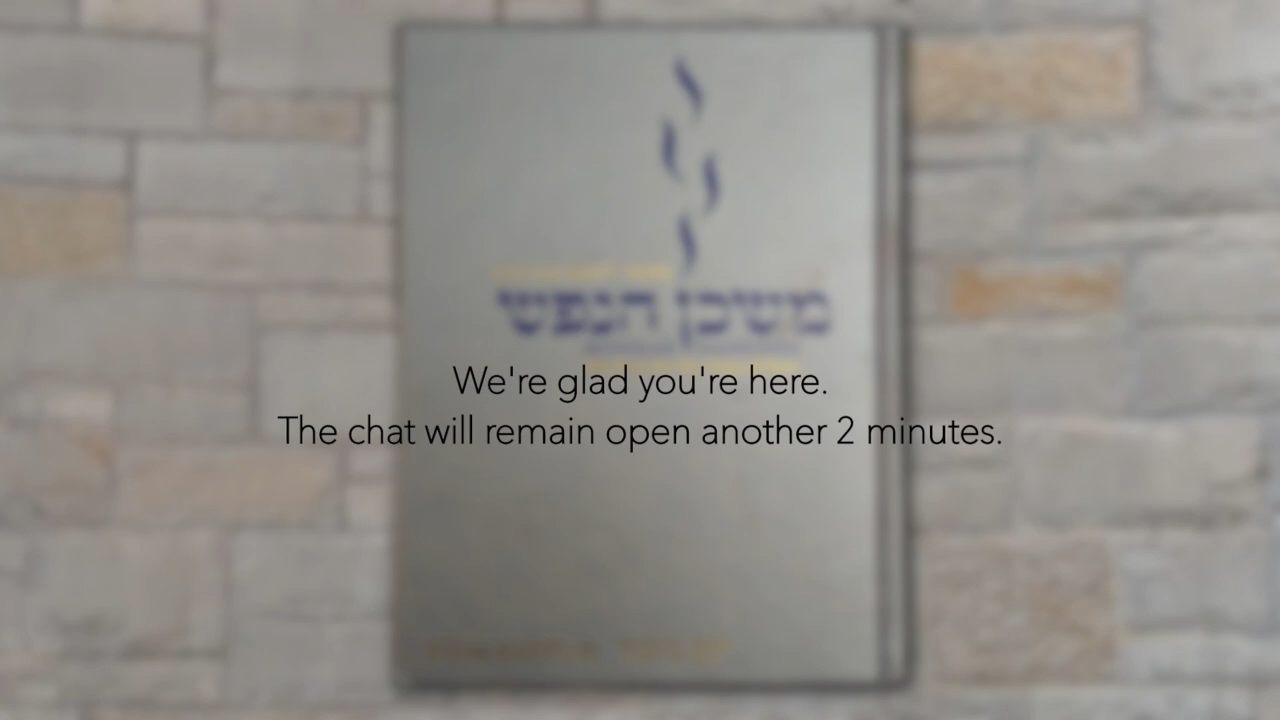 משכן הנפש
We're glad you're here.
The chat will remain open another 2 minutes.